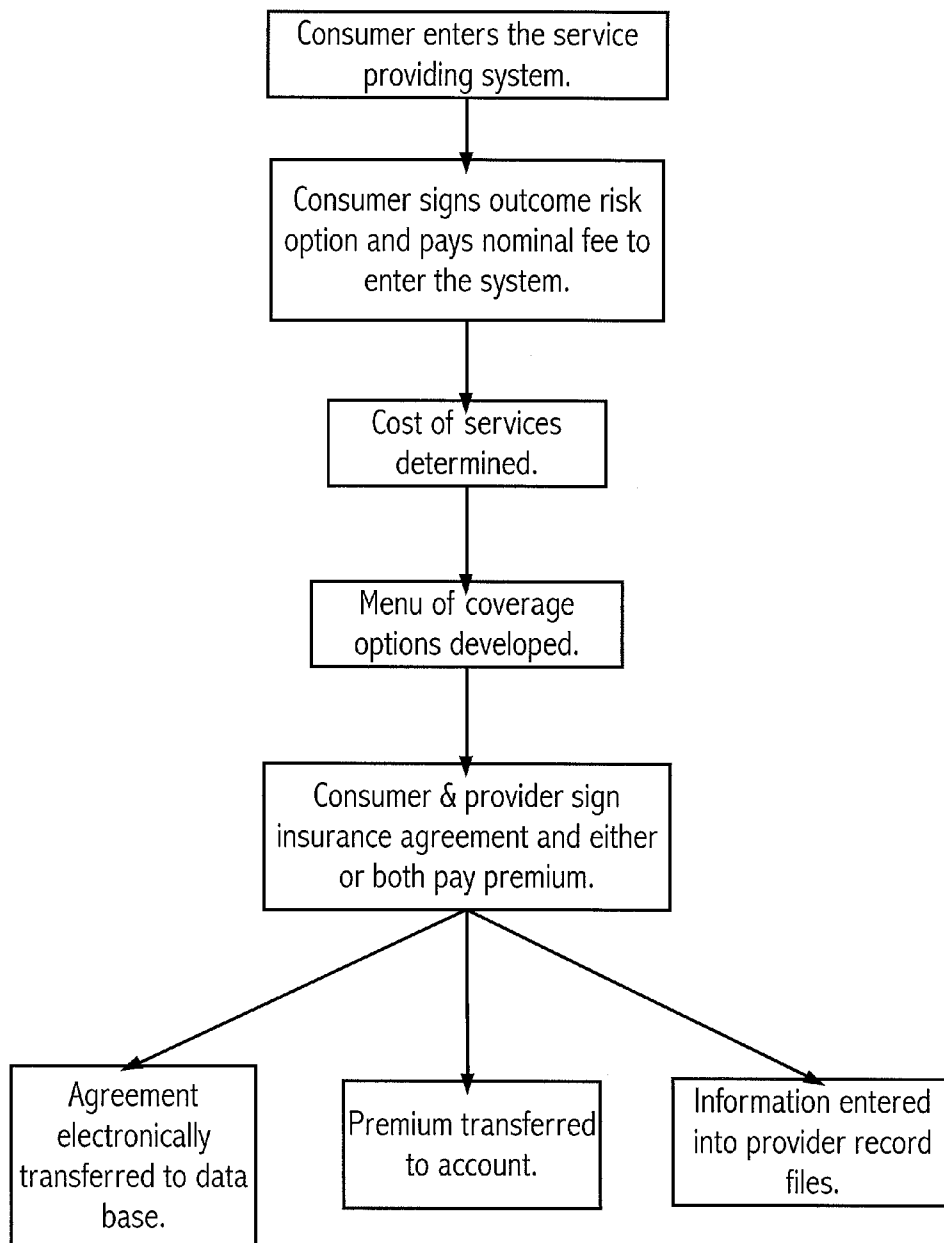 Consumer enters the service
providing system.
Consumer signs outcome risk
option and pays nominal fee to
enter the system.
Cost of services
determined.
Menu of coverage
options developed.
Consumer & provider sign
insurance agreement and either
or both pay premium.
Agreement
electronically
transferred to data
base.
Premium transferred
to account.
Information entered
into provider record
files.